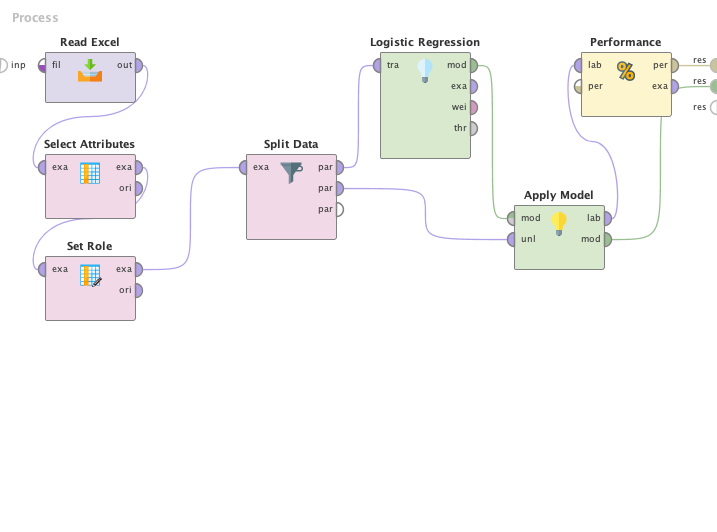 Process
inp
Read Excel
fil
out
Select Attributes
exa
exa
ori
Set Role
exa
exa
ori
Split Data
exa
par
par
par
Logistic Regression
tra
mod
exa
wei
thr
Apply Model
mod
lab
unl
mod
Performance
%
lab
per
per
exa
res
res
res